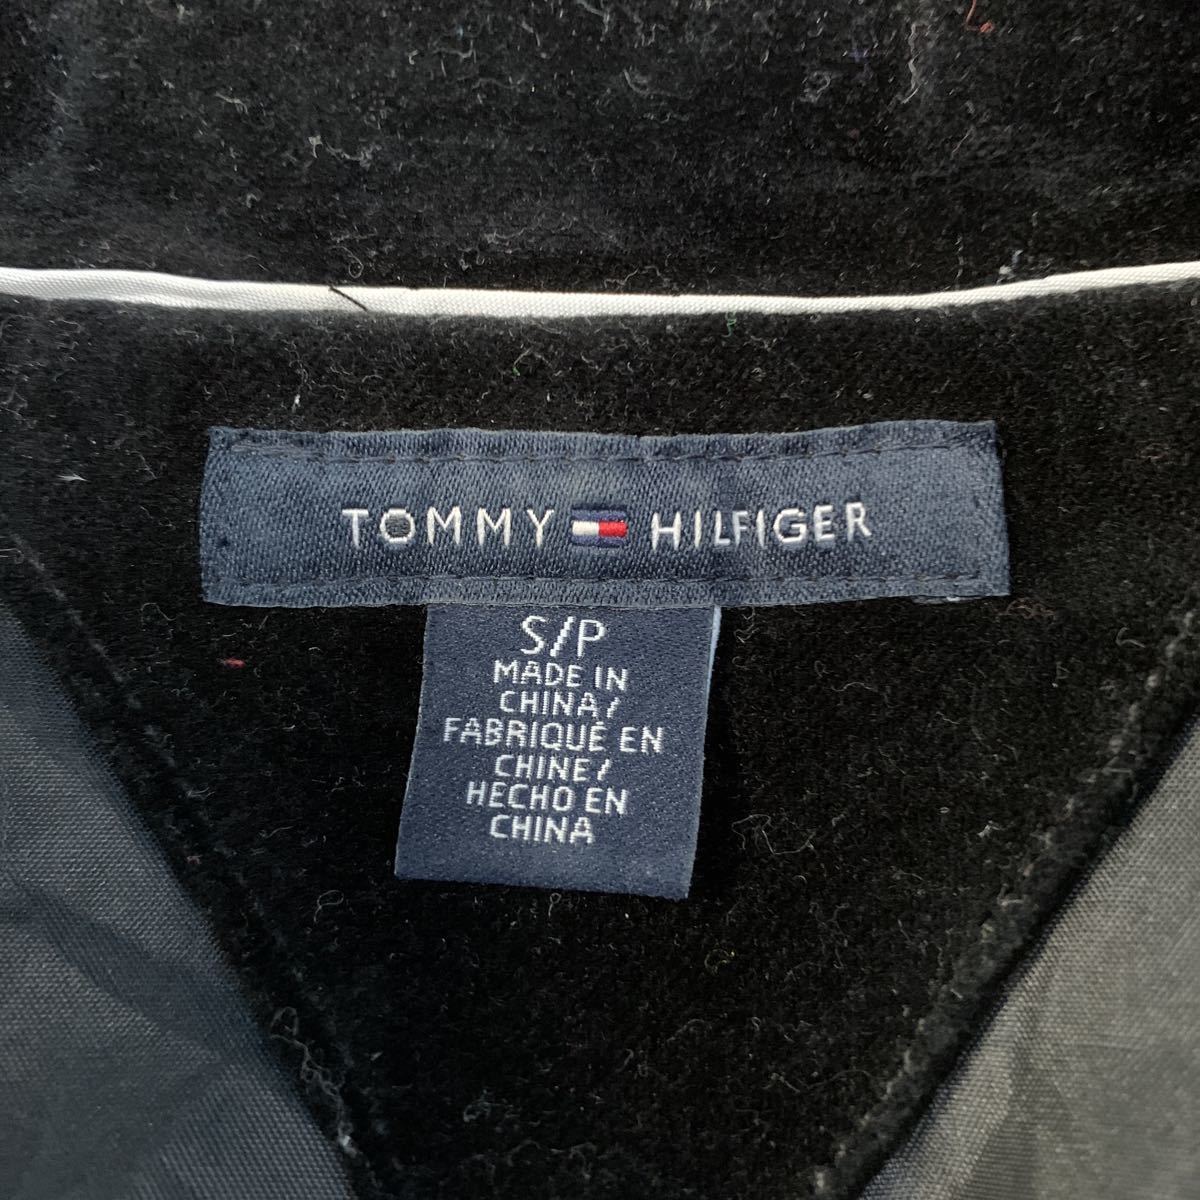 TOMMY HILFIGER
S/P
MADE IN
CHINA/
FABRIQUÉ EN
CHINE/
HECHO EN
CHINA